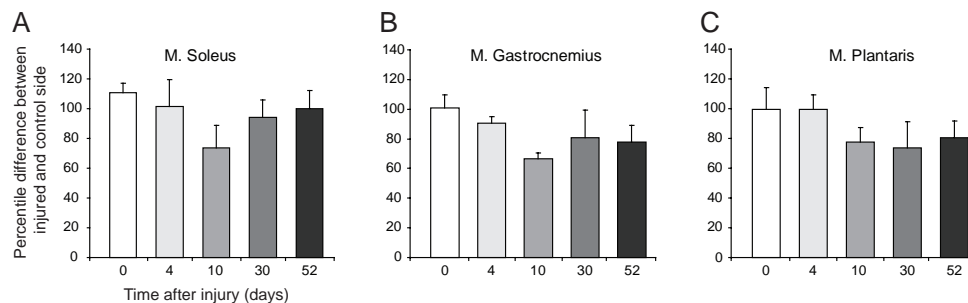 A
B
C
M. Soleus
M. Gastrocnemius
M. Plantaris
Percentile difference between
injured and control side
140
120
100
80
60
40
20
0
0 4 10 30 52
140
120
100
80
60
40
20
0
0 4 10 30 52
140
120
100
80
60
40
20
0
0 4 10 30 52
Time after injury (days)